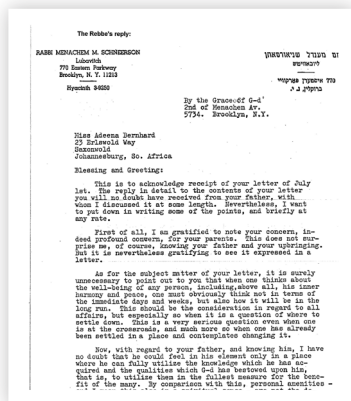 The Rebbe's reply:
RABBI MENACHEM M. SCHNEERSON
Lubavitch
770 Eastern Parkway
Brooklyn, N. Y. 11213
HYacinth 3-9250
מנחם מענדל שניאורסאהן
ליובאוויטש
770 איסטערן פארקוויי
ברוקלין, נ. י.
By the Grace of G-d
2nd of Menachem Av.
5734. Brooklyn, N.Y.
Miss Adeena Bernhard
23 Erlswold Way
Saxonwold
Johannesburg, So. Africa
Blessing and Greeting:
This is to acknowledge receipt of your letter of July
1st. The reply in detail to the contents of your letter
you will no doubt have received from your father, with
whom I discussed it at some length. Nevertheless, I want
to put down in writing some of the points, and briefly at
any rate.
First of all, I am gratified to note your concern, in-
deed profound concern, for your parents. This does not sur-
prise me, of course, knowing your father and your upbringing.
But it is nevertheless gratifying to see it expressed in a
letter.
As for the subject matter of your letter, it is surely
unnecessary to point out to you that when one thinks about
the well-being of any person, including, above all, his inner
harmony and peace, one must obviously think not in terms of
the immediate days and weeks, but also how it will be in the
long run. This should be the consideration in regard to all
affairs, but especially so when it is a question of where to
settle down. This is a very serious question even when one
is at the crossroads, and much more so when one has already
been settled in a place and contemplates changing it.
Now, with regard to your father, and knowing him, I have
no doubt that he could feel in his element only in a place
where he can fully utilize the knowledge which he has ac-
quired and the qualities which G-d has bestowed upon him,
that is, to utilize them in the fullest measure for the bene-
fit of the many. By comparison with this, personal amenities -